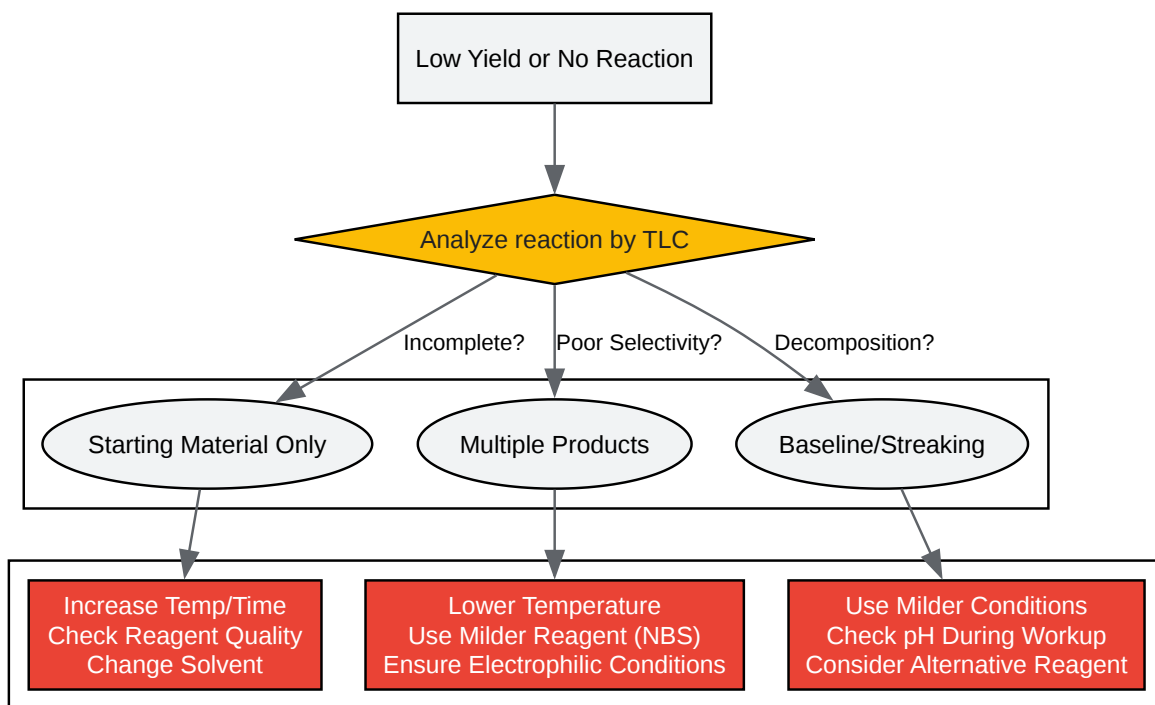 Low Yield or No Reaction
Analyze reaction by TLC
Incomplete?
Poor Selectivity?
Decomposition?
Starting Material Only
Multiple Products
Baseline/Streaking
Increase Temp/Time
Check Reagent Quality
Change Solvent
Lower Temperature
Use Milder Reagent (NBS)
Ensure Electrophilic Conditions
Use Milder Conditions
Check pH During Workup
Consider Alternative Reagent